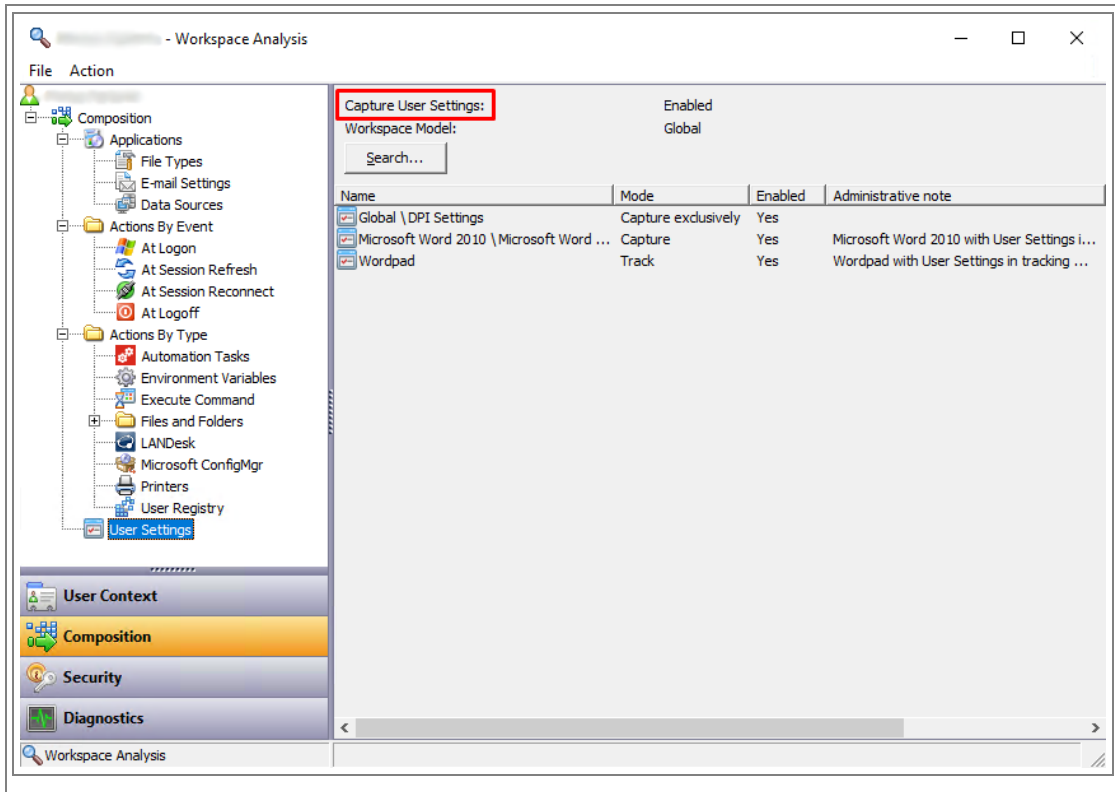 - Workspace Analysis
File Action
Composition
Applications
File Types
E-mail Settings
Data Sources
Actions By Event
At Logon
At Session Refresh
At Session Reconnect
At Logoff
Actions By Type
Automation Tasks
Environment Variables
Execute Command
Files and Folders
LANDesk
Microsoft ConfigMgr
Printers
User Registry
User Settings
User Context
Composition
Security
Diagnostics
Capture User Settings: Enabled
Workspace Model: Global
Search...
Name Mode Enabled Administrative note
Global \ DPI Settings Capture exclusively Yes
Microsoft Word 2010 \ Microsoft Word ... Capture Yes Microsoft Word 2010 with User Settings i...
Wordpad Track Yes Wordpad with User Settings in tracking ...
Workspace Analysis